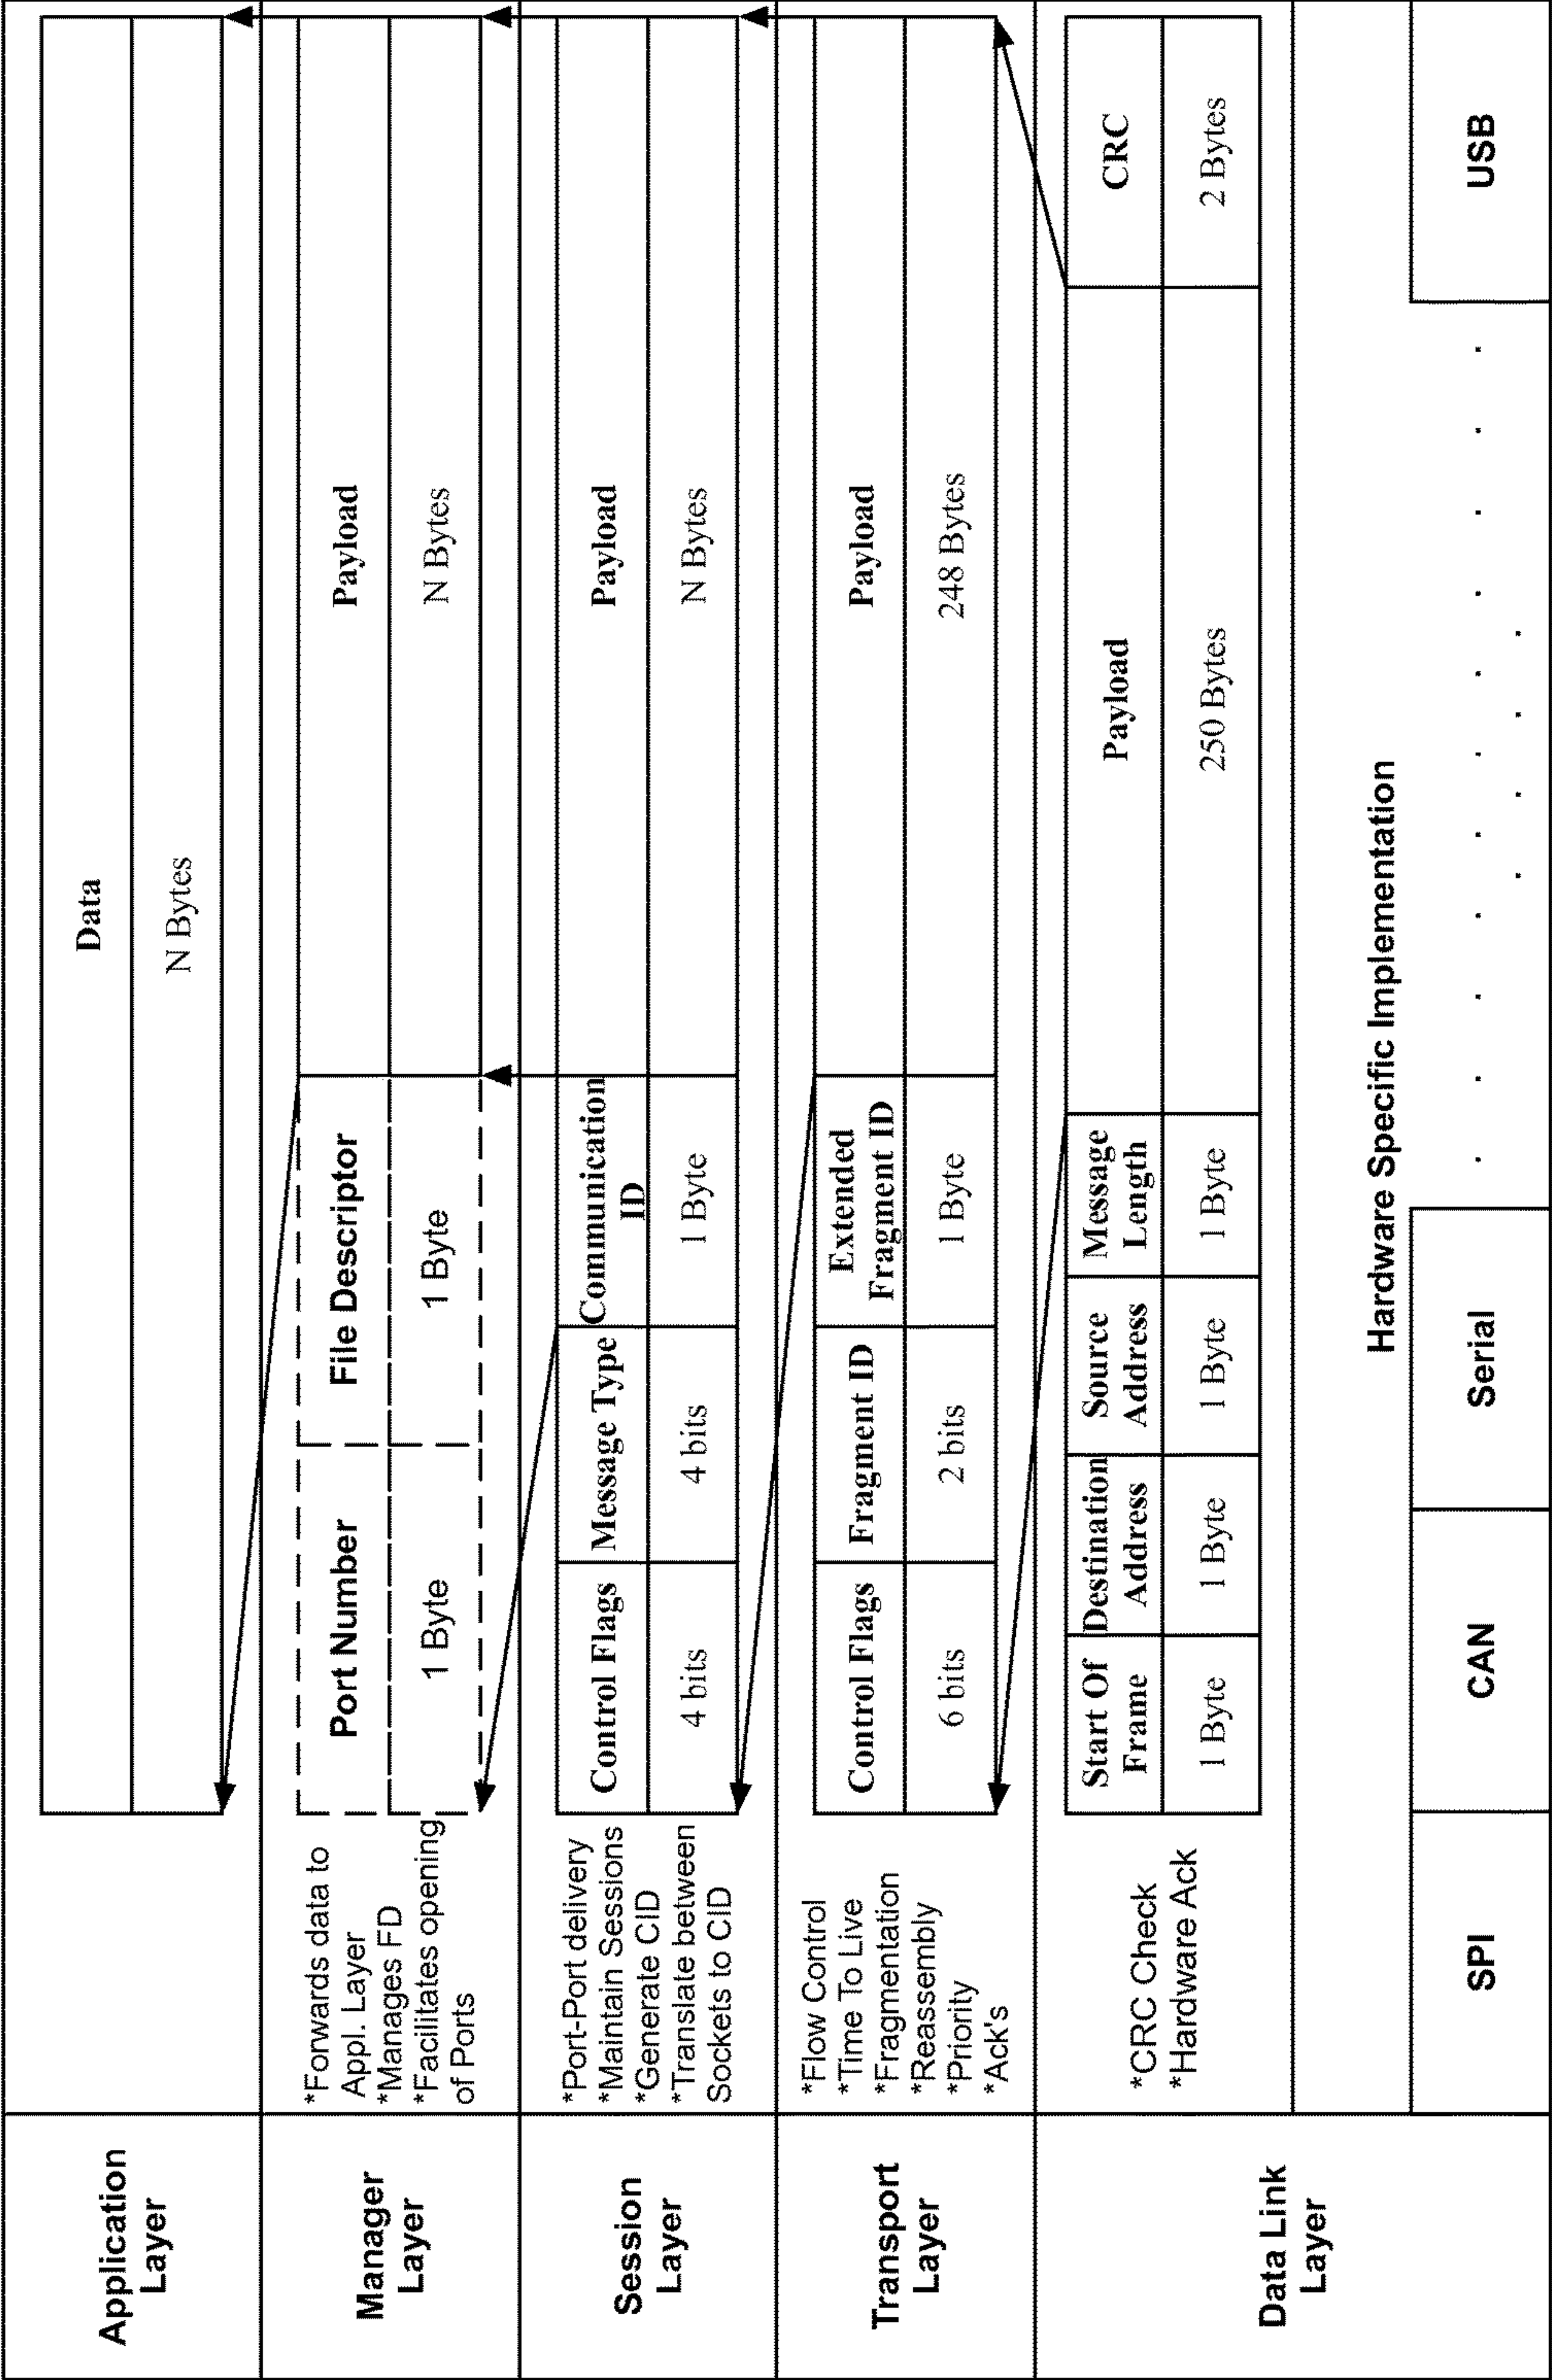 Application
Layer
Data
N Bytes
Manager
Layer
*Forwards data to
Appl. Layer
*Manages FD
*Facilitates opening
of Ports
Port Number
File Descriptor
Payload
1 Byte
1 Byte
N Bytes
Session
Layer
*Port-Port delivery
*Maintain Sessions
*Generate CID
*Translate between
Sockets to CID
Control Flags
Message Type
Communication
ID
Payload
4 bits
4 bits
1 Byte
N Bytes
Transport
Layer
*Flow Control
*Time To Live
*Fragmentation
*Reassembly
*Priority
*Ack's
Control Flags
Fragment ID
Extended
Fragment ID
Payload
6 bits
2 bits
1 Byte
248 Bytes
Data Link
Layer
*CRC Check
*Hardware Ack
Start Of
Frame
Destination
Address
Source
Address
Message
Length
Payload
CRC
1 Byte
1 Byte
1 Byte
1 Byte
250 Bytes
2 Bytes
Hardware Specific Implementation
SPI
CAN
Serial
USB